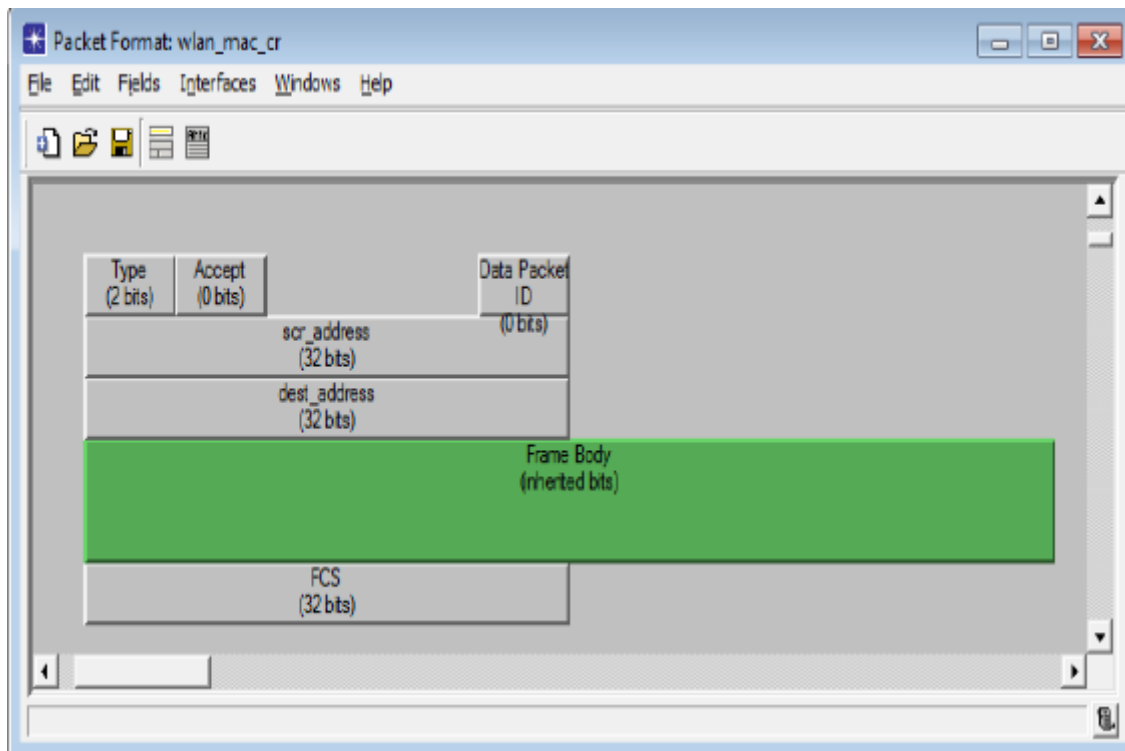 Packet Format: wlan_mac_cr
File Edit Fields Interfaces Windows Help
Type
(2 bits)
Accept
(0 bits)
Data Packet
ID
(0 bits)
scr_address
(32 bits)
dest_address
(32 bits)
Frame Body
(inherited bits)
FCS
(32 bits)